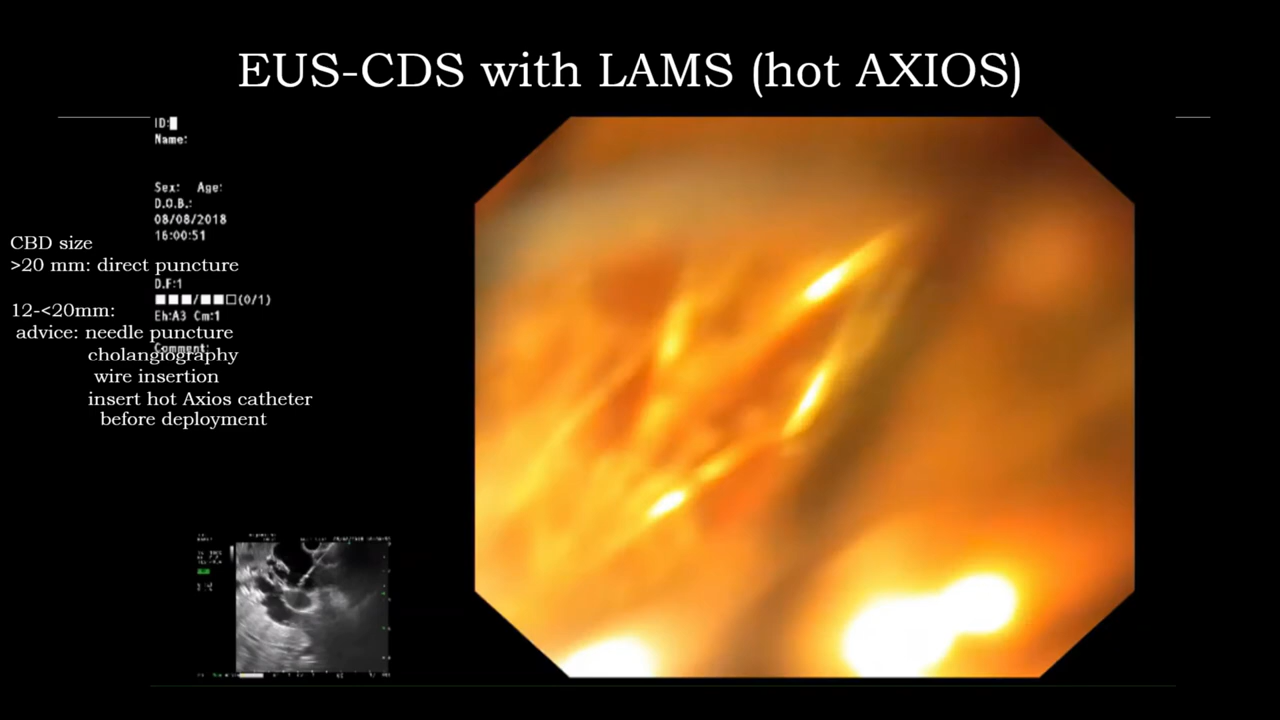 EUS-CDS with LAMS (hot AXIOS)
ID:
Name:
Sex: Age:
D.O.B.:
08/08/2018
16:00:51
CBD size
>20 mm: direct puncture
D.F:1
■■■/■■□(0/1)
12-<20mm:
Eh:A3 Cm:1
advice: needle puncture
Comment:
cholangiography
wire insertion
insert hot Axios catheter
before deployment